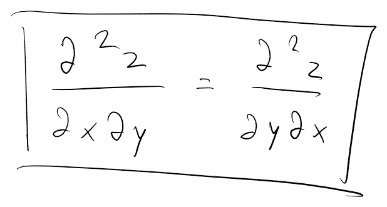 ∂²z/∂x∂y = ∂²z/∂y∂x